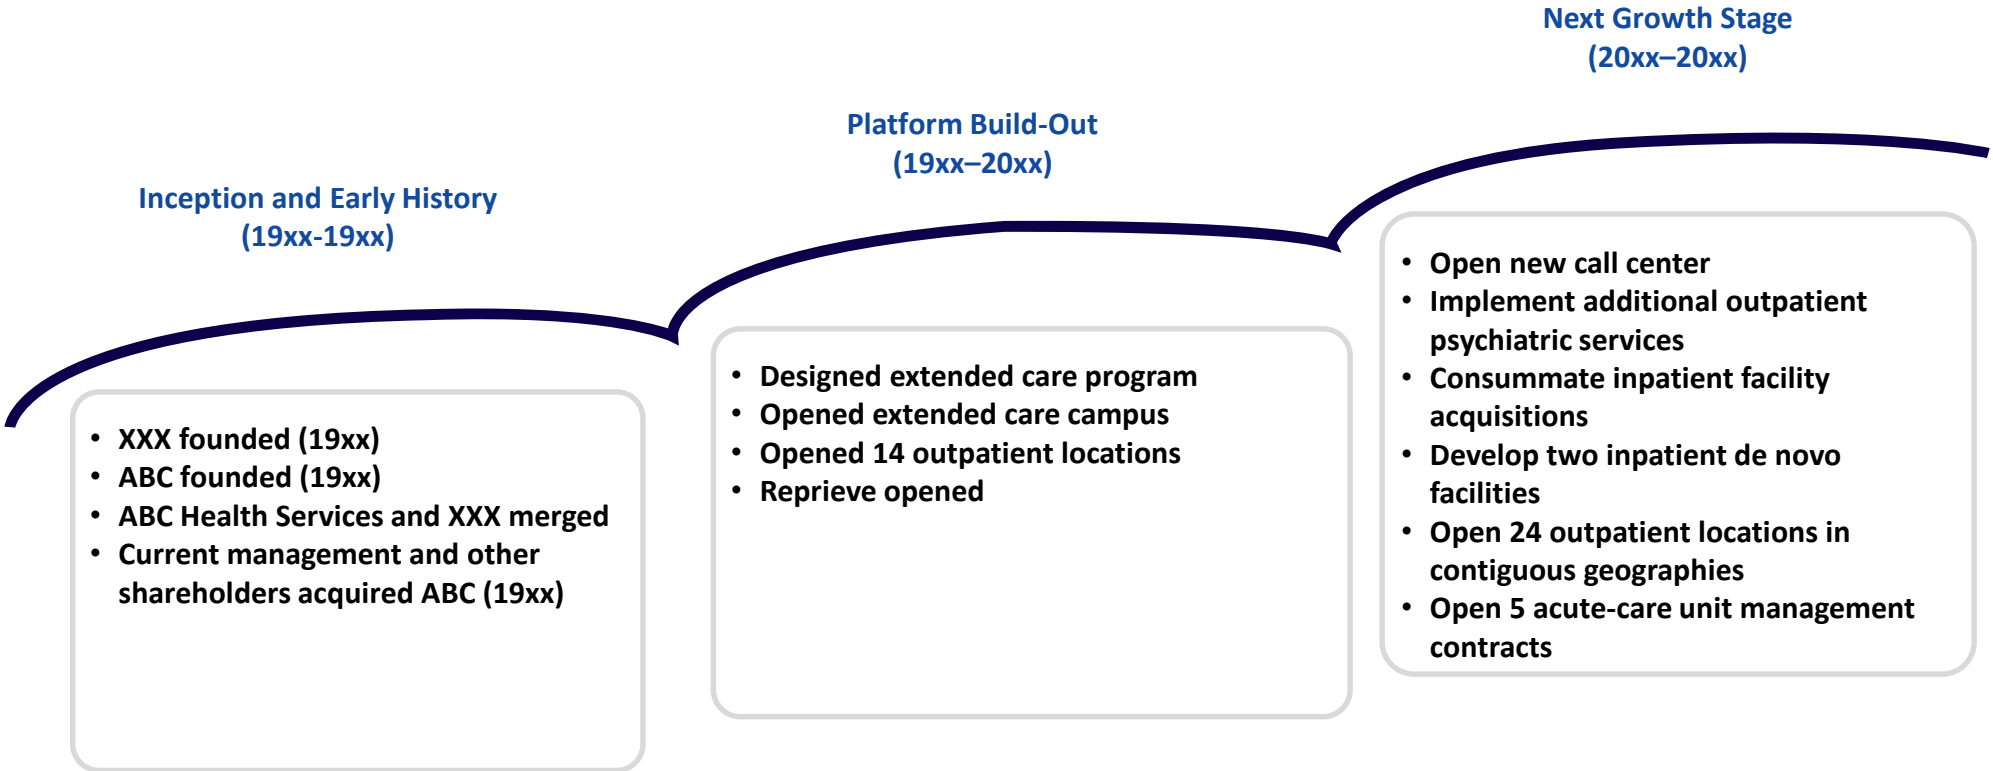 Inception and Early History
(19xx-19xx)
• XXX founded (19xx)
• ABC founded (19xx)
• ABC Health Services and XXX merged
• Current management and other
shareholders acquired ABC (19xx)
Platform Build-Out
(19xx–20xx)
• Designed extended care program
• Opened extended care campus
• Opened 14 outpatient locations
• Reprieve opened
Next Growth Stage
(20xx–20xx)
• Open new call center
• Implement additional outpatient
psychiatric services
• Consummate inpatient facility
acquisitions
• Develop two inpatient de novo
facilities
• Open 24 outpatient locations in
contiguous geographies
• Open 5 acute-care unit management
contracts